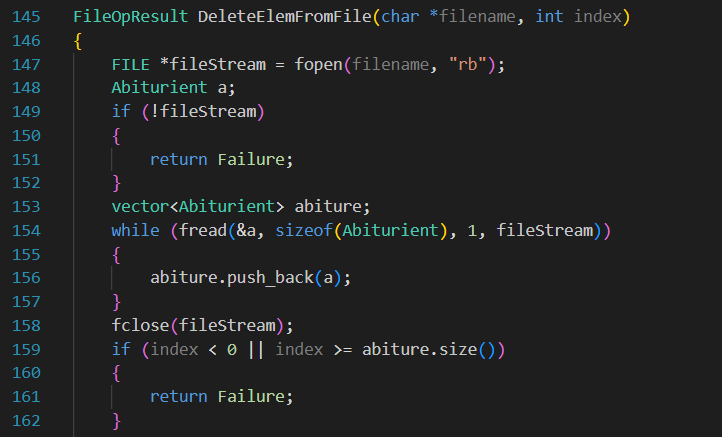 145 FileOpResult DeleteElemFromFile(char *filename, int index)
146 {
147     FILE *fileStream = fopen(filename, "rb");
148     Abiturient a;
149     if (!fileStream)
150     {
151         return Failure;
152     }
153     vector<Abiturient> abiture;
154     while (fread(&a, sizeof(Abiturient), 1, fileStream))
155     {
156         abiture.push_back(a);
157     }
158     fclose(fileStream);
159     if (index < 0 || index >= abiture.size())
160     {
161         return Failure;
162     }